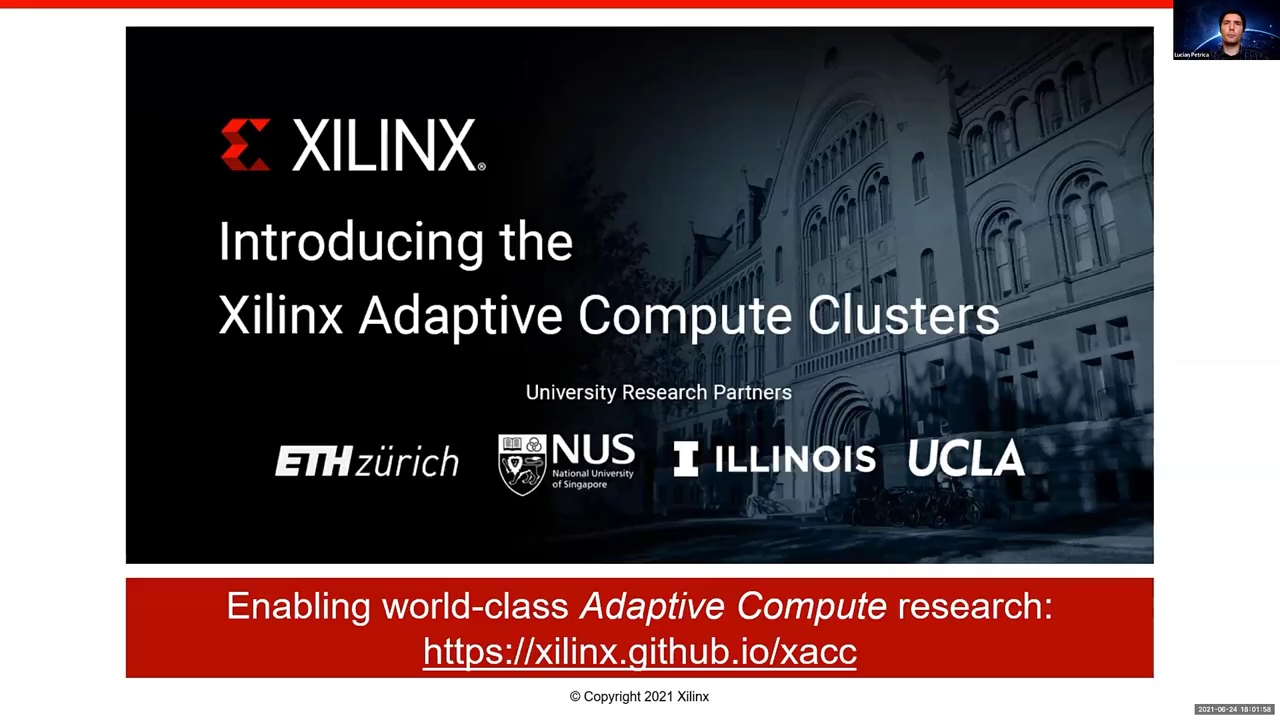 Lucian Petrica
XILINX®
Introducing the
Xilinx Adaptive Compute Clusters
University Research Partners
ETH zürich
NUS
National University
of Singapore
I ILLINOIS
UCLA
Enabling world-class Adaptive Compute research:
https://xilinx.github.io/xacc
© Copyright 2021 Xilinx
2021-06-24 18:01:58